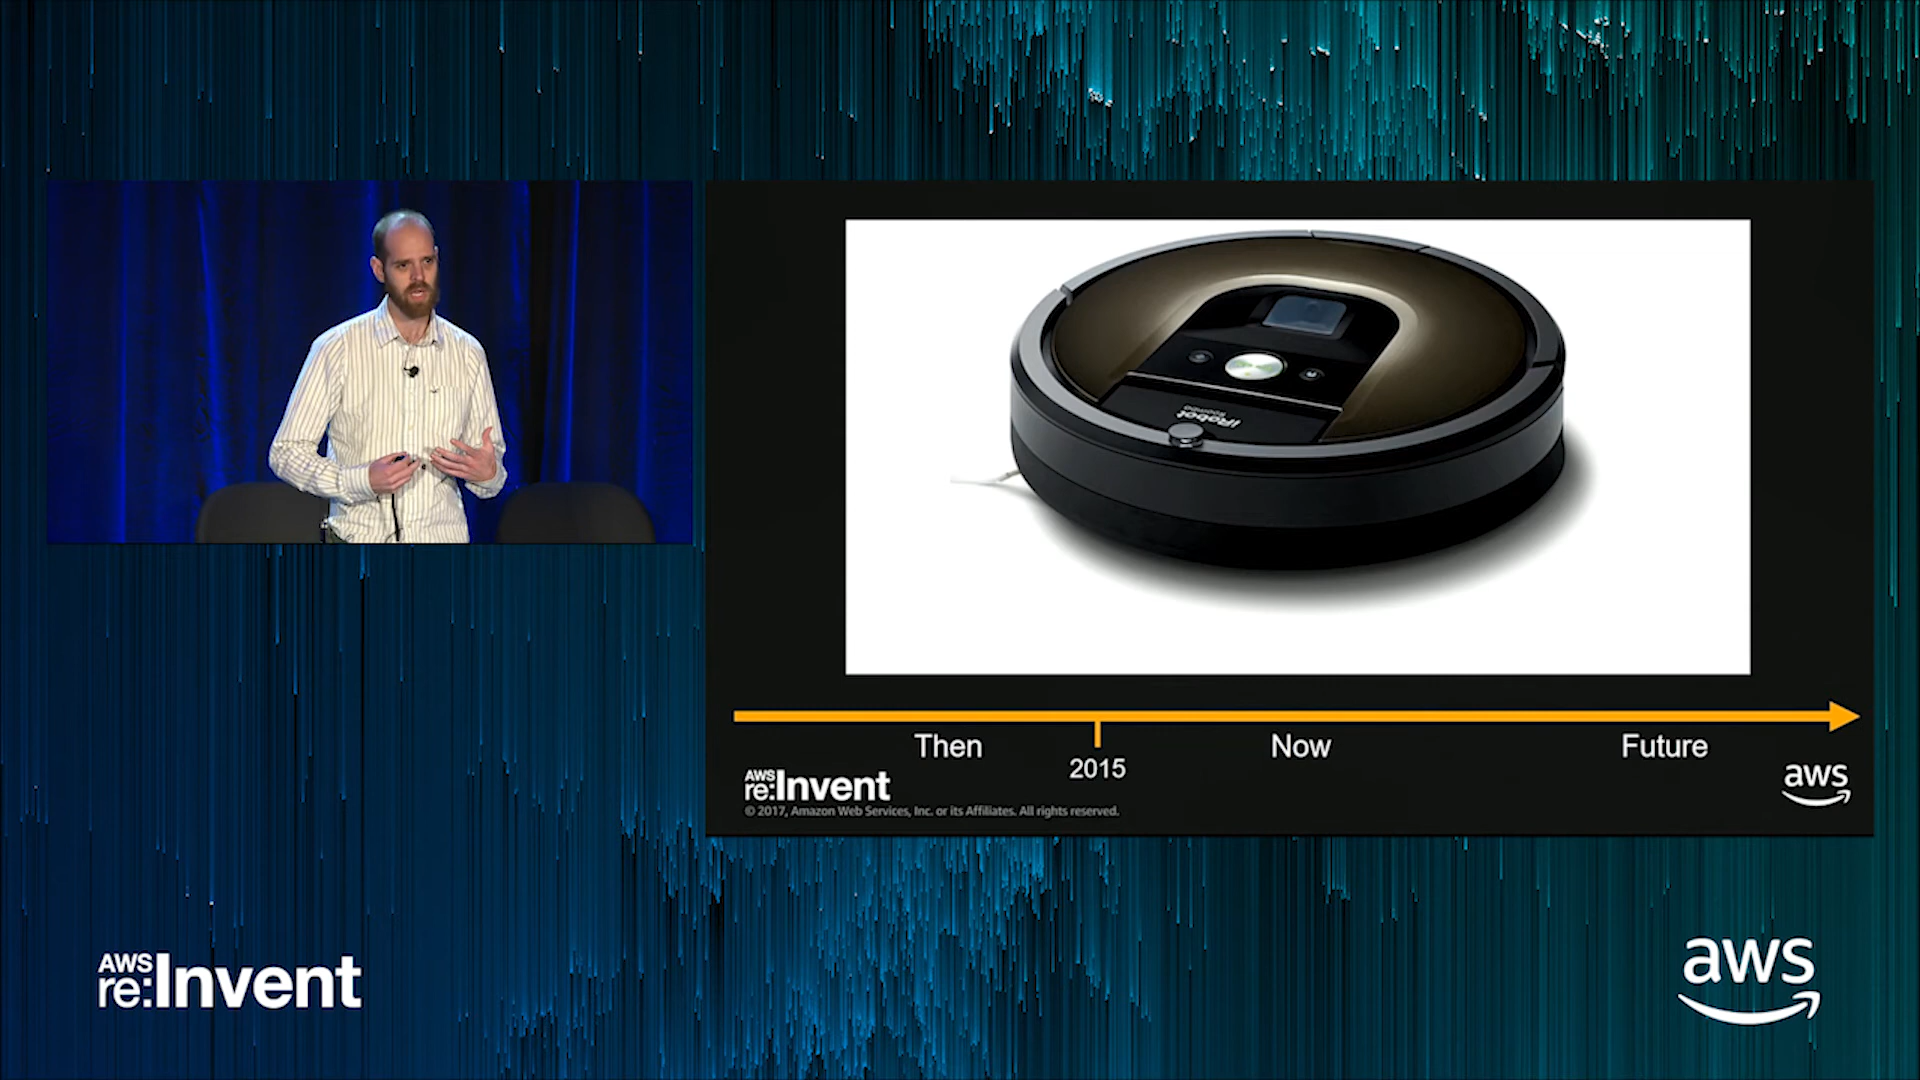 iRobot
Then
Now
Future
2015
AWS
re:Invent
aws
© 2017, Amazon Web Services, Inc. or its Affiliates. All rights reserved.
AWS
re:Invent
aws